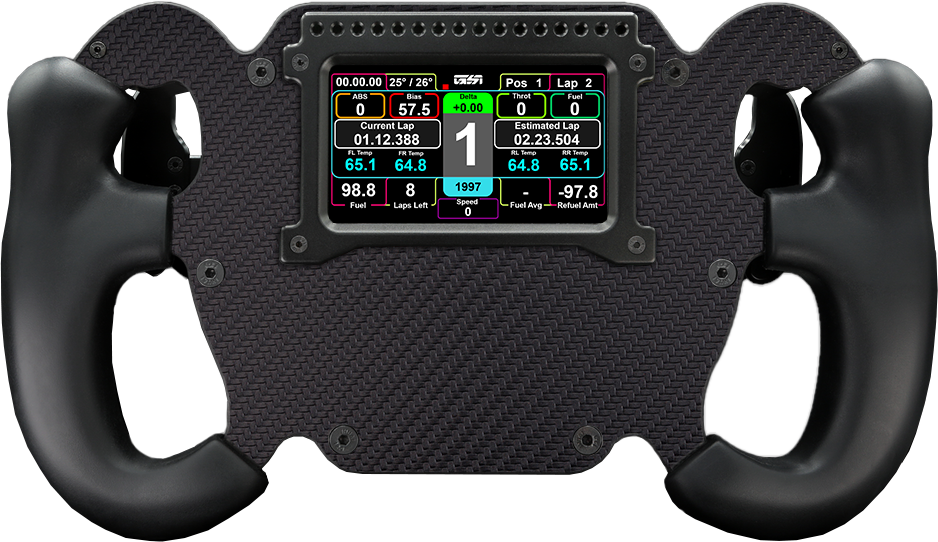 00.00.00 25° / 26° GSI Pos 1 Lap 2
ABS Bias Delta Throt Fuel
0 57.5 +0.00 0 0
Current Lap 1 Estimated Lap
01.12.388 02.23.504
FL Temp FR Temp RL Temp RR Temp
65.1 64.8 64.8 65.1
98.8 8 1997 - -97.8
Fuel Laps Left Speed Fuel Avg Refuel Amt
0